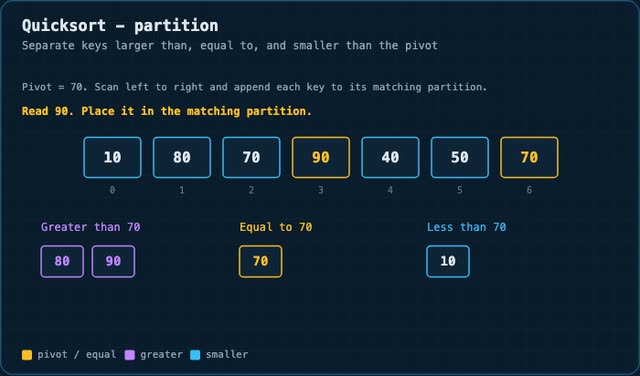 Quicksort – partition
Separate keys larger than, equal to, and smaller than the pivot
Pivot = 70. Scan left to right and append each key to its matching partition.
Read 90. Place it in the matching partition.
10 80 70 90 40 50 70
0 1 2 3 4 5 6
Greater than 70 Equal to 70 Less than 70
80 90 70 10
pivot / equal greater smaller